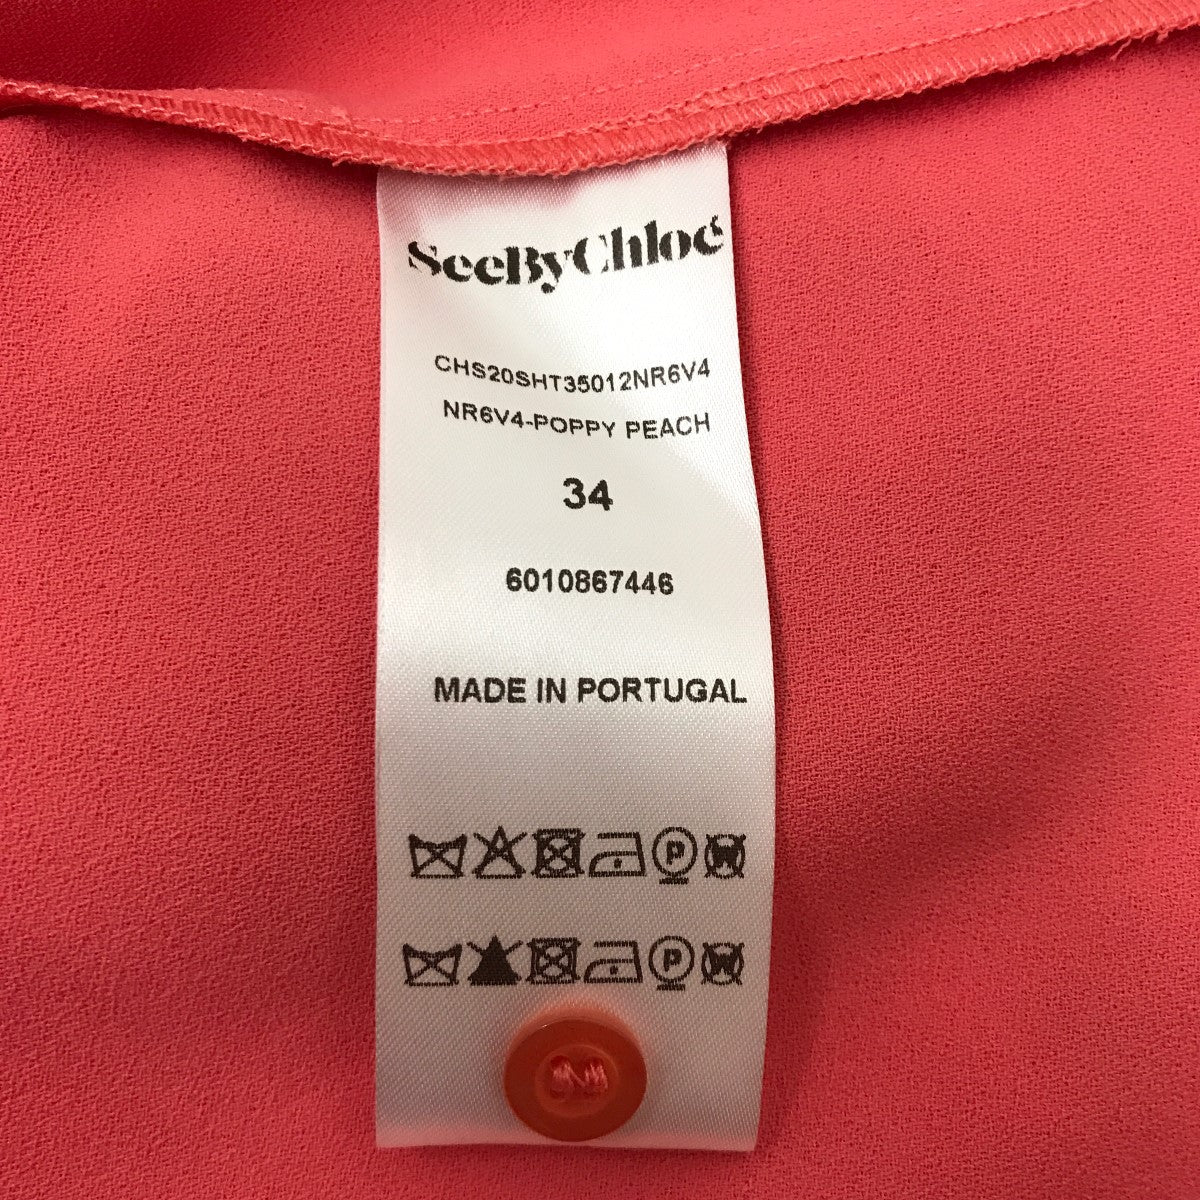 SeeByChloé
CHS20SHT35012NR6V4
NR6V4-POPPY PEACH
34
6010867446
MADE IN PORTUGAL
P W
P W